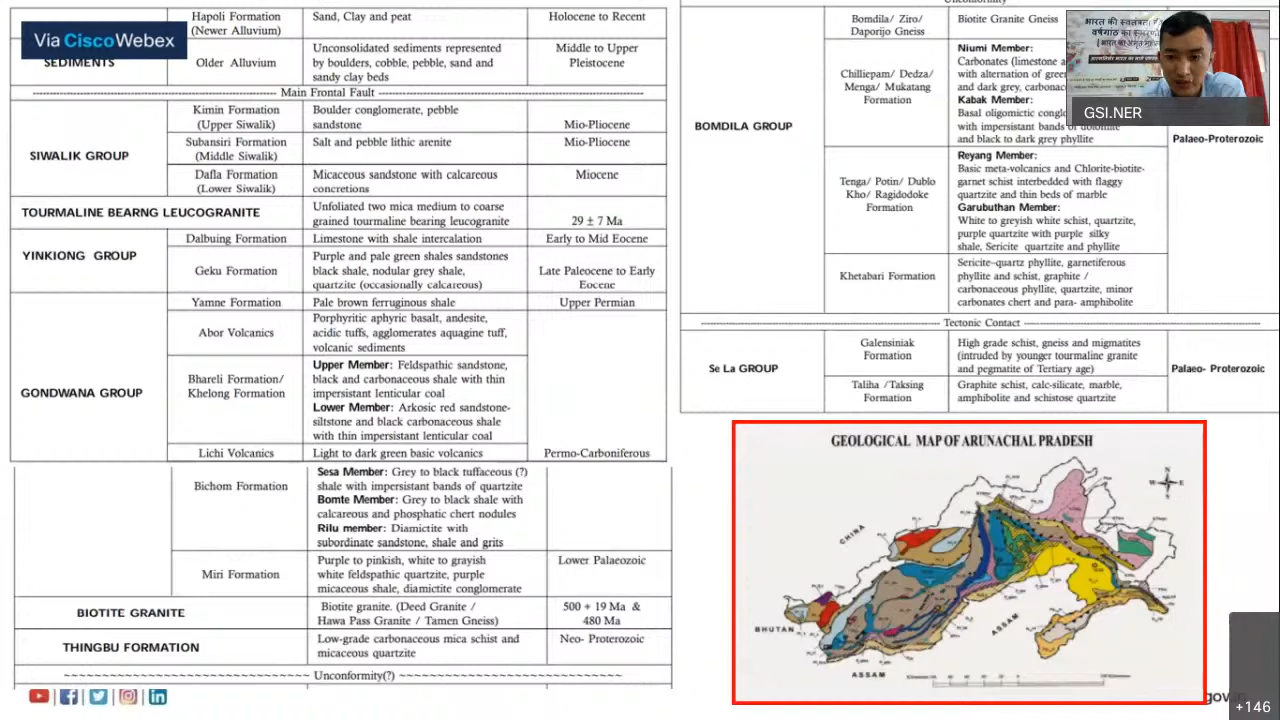 Via Cisco Webex
Hapoli Formation
(Newer Alluvium)
Sand, Clay and peat
Holocene to Recent
SEDIMENTS
Older Alluvium
Unconsolidated sediments represented
by boulders, cobble, pebble, sand and
sandy clay beds
Middle to Upper
Pleistocene
Main Frontal Fault
SIWALIK GROUP
Kimin Formation
(Upper Siwalik)
Boulder conglomerate, pebble
sandstone
Mio-Pliocene
Subansiri Formation
(Middle Siwalik)
Salt and pebble lithic arenite
Mio-Pliocene
Dafla Formation
(Lower Siwalik)
Micaceous sandstone with calcareous
concretions
Miocene
TOURMALINE BEARNG LEUCOGRANITE
Unfoliated two mica medium to coarse
grained tourmaline bearing leucogranite
29 ± 7 Ma
YINKIONG GROUP
Dalbuing Formation
Limestone with shale intercalation
Early to Mid Eocene
Geku Formation
Purple and pale green shales sandstones
black shale, nodular grey shale,
quartzite (occasionally calcareous)
Late Paleocene to Early
Eocene
GONDWANA GROUP
Yamne Formation
Pale brown ferruginous shale
Upper Permian
Abor Volcanics
Porphyritic aphyric basalt, andesite,
acidic tuffs, agglomerates aquagine tuff,
volcanic sediments
Bhareli Formation/
Khelong Formation
Upper Member: Feldspathic sandstone,
black and carbonaceous shale with thin
impersistant lenticular coal
Lower Member: Arkosic red sandstone-
siltstone and black carbonaceous shale
with thin impersistant lenticular coal
Lichi Volcanics
Light to dark green basic volcanics
Permo-Carboniferous
Bichom Formation
Sesa Member: Grey to black tuffaceous (?)
shale with impersistant bands of quartzite
Bomte Member: Grey to black shale with
calcareous and phosphatic chert nodules
Rilu member: Diamictite with
subordinate sandstone, shale and grits
Miri Formation
Purple to pinkish, white to grayish
white feldspathic quartzite, purple
micaceous shale, diamictite conglomerate
Lower Palaeozoic
BIOTITE GRANITE
Biotite granite. (Deed Granite /
Hawa Pass Granite / Tamen Gneiss)
500 + 19 Ma &
480 Ma
THINGBU FORMATION
Low-grade carbonaceous mica schist and
micaceous quartzite
Neo- Proterozoic
Unconformity(?)
Unconformity
BOMDILA GROUP
Bomdila/ Ziro/
Daporijo Gneiss
Biotite Granite Gneiss
Chilliepam/ Dedza/
Menga/ Mukatang
Formation
Niumi Member:
Carbonates (limestone
with alternation of
and dark grey,
Kabak Member:
Basal oligomictic
with impersistant bands of dolomite
and black to dark grey phyllite
Palaeo-Proterozoic
Tenga/ Potin/ Dublo
Kho/ Ragidodoke
Formation
Reyang Member:
Basic meta-volcanics and Chlorite-biotite-
garnet schist interbedded with flaggy
quartzite and thin beds of marble
Garubuthan Member:
White to greyish white schist, quartzite,
purple quartzite with purple silky
shale, Sericite quartzite and phyllite
Khetabari Formation
Sericite–quartz phyllite, garnetiferous
phyllite and schist, graphite /
carbonaceous phyllite, quartzite, minor
carbonates chert and para- amphibolite
Tectonic Contact
Se La GROUP
Galensiniak
Formation
High grade schist, gneiss and migmatites
(intruded by younger tourmaline granite
and pegmatite of Tertiary age)
Palaeo- Proterozoic
Taliha /Taksing
Formation
Graphite schist, calc-silicate, marble,
amphibolite and schistose quartzite
GSI.NER
GEOLOGICAL MAP OF ARUNACHAL PRADESH
N
W
E
S
CHINA
BHUTAN
ASSAM
ASSAM
+146